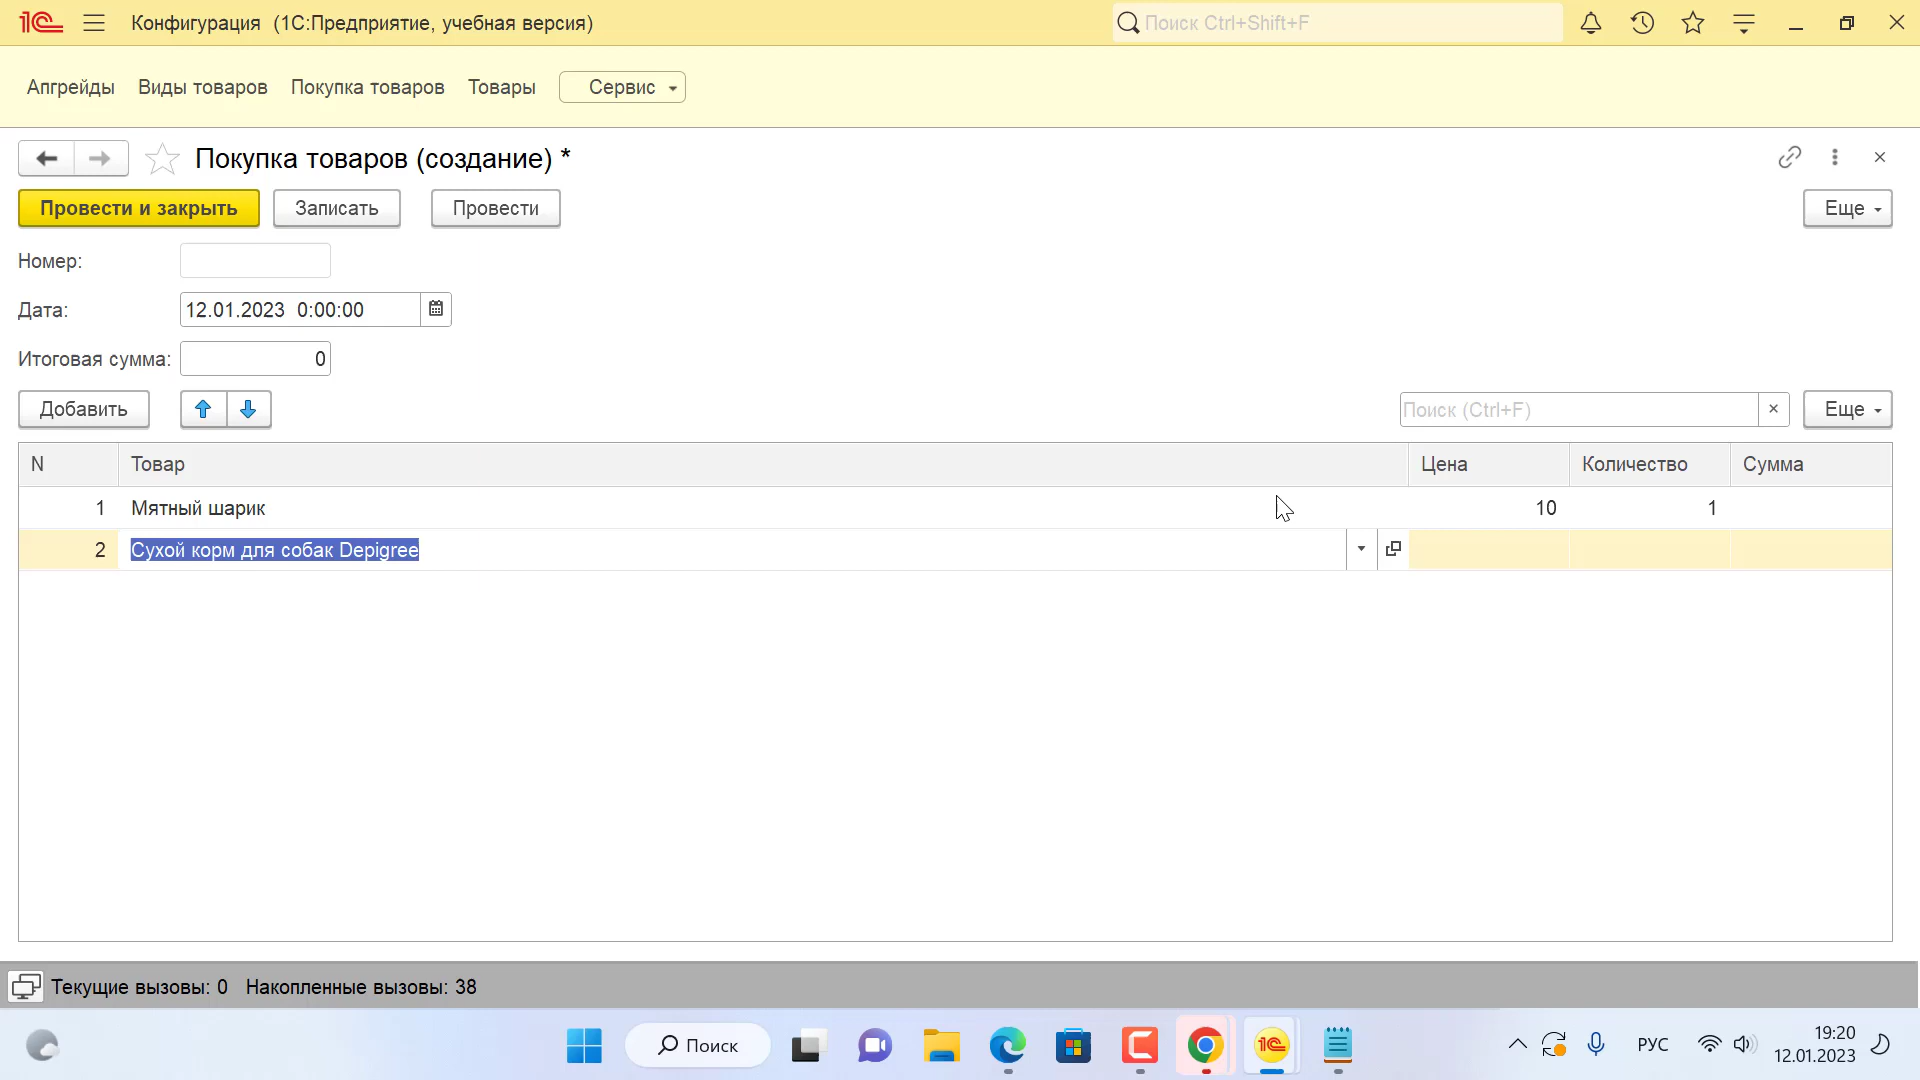 Конфигурация (1С:Предприятие, учебная версия)
Поиск Ctrl+Shift+F
Апгрейды Виды товаров Покупка товаров Товары Сервис
Покупка товаров (создание) *
Провести и закрыть Записать Провести Еще
Номер:
Дата: 12.01.2023 0:00:00
Итоговая сумма: 0
Добавить Поиск (Ctrl+F) × Еще
N Товар Цена Количество Сумма
1 Мятный шарик 10 1
2 Сухой корм для собак Depigree
Текущие вызовы: 0 Накопленные вызовы: 38
Поиск
РУС
19:20
12.01.2023